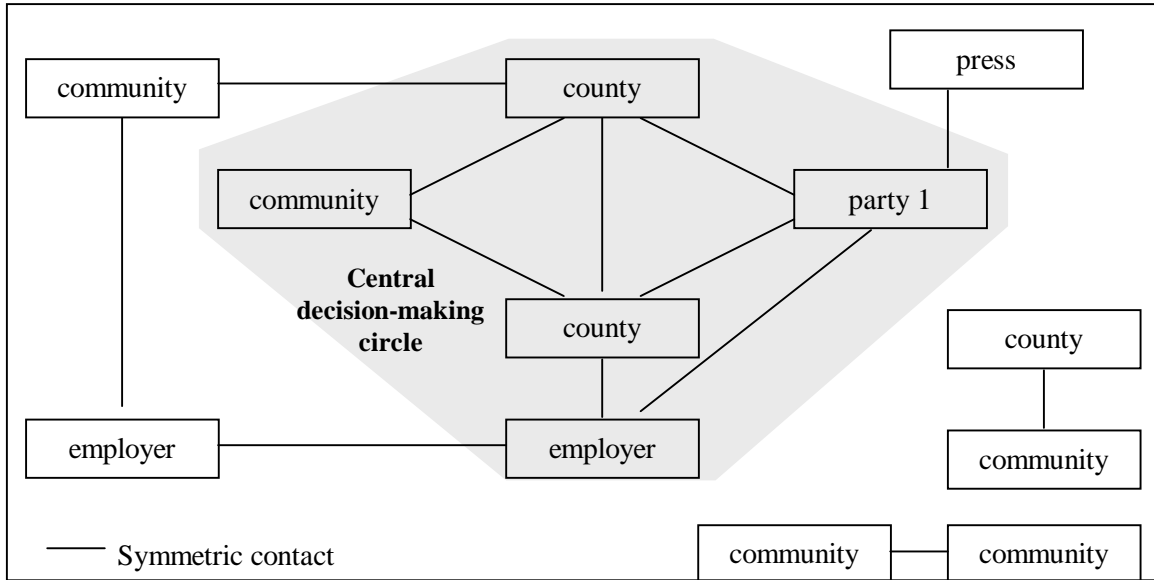 press
community
county
community
party 1
Central
decision-making
circle
county
county
employer
employer
community
Symmetric contact
community
community